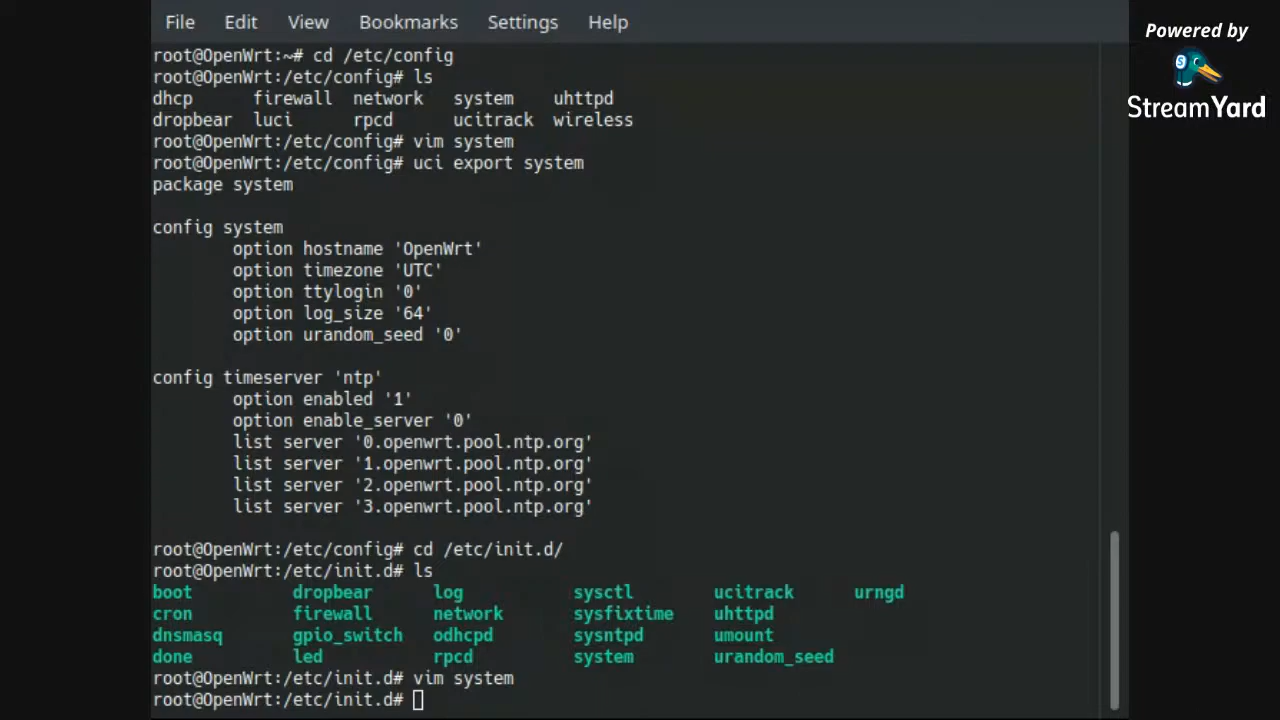 File Edit View Bookmarks Settings Help
Powered by
StreamYard
root@OpenWrt:~# cd /etc/config
root@OpenWrt:/etc/config# ls
dhcp firewall network system uhttpd
dropbear luci rpcd ucitrack wireless
root@OpenWrt:/etc/config# vim system
root@OpenWrt:/etc/config# uci export system
package system
config system
option hostname 'OpenWrt'
option timezone 'UTC'
option ttylogin '0'
option log_size '64'
option urandom_seed '0'
config timeserver 'ntp'
option enabled '1'
option enable_server '0'
list server '0.openwrt.pool.ntp.org'
list server '1.openwrt.pool.ntp.org'
list server '2.openwrt.pool.ntp.org'
list server '3.openwrt.pool.ntp.org'
root@OpenWrt:/etc/config# cd /etc/init.d/
root@OpenWrt:/etc/init.d# ls
boot dropbear log sysctl ucitrack urngd
cron firewall network sysfixtime uhttpd
dnsmasq gpio_switch odhcpd sysntpd umount
done led rpcd system urandom_seed
root@OpenWrt:/etc/init.d# vim system
root@OpenWrt:/etc/init.d#